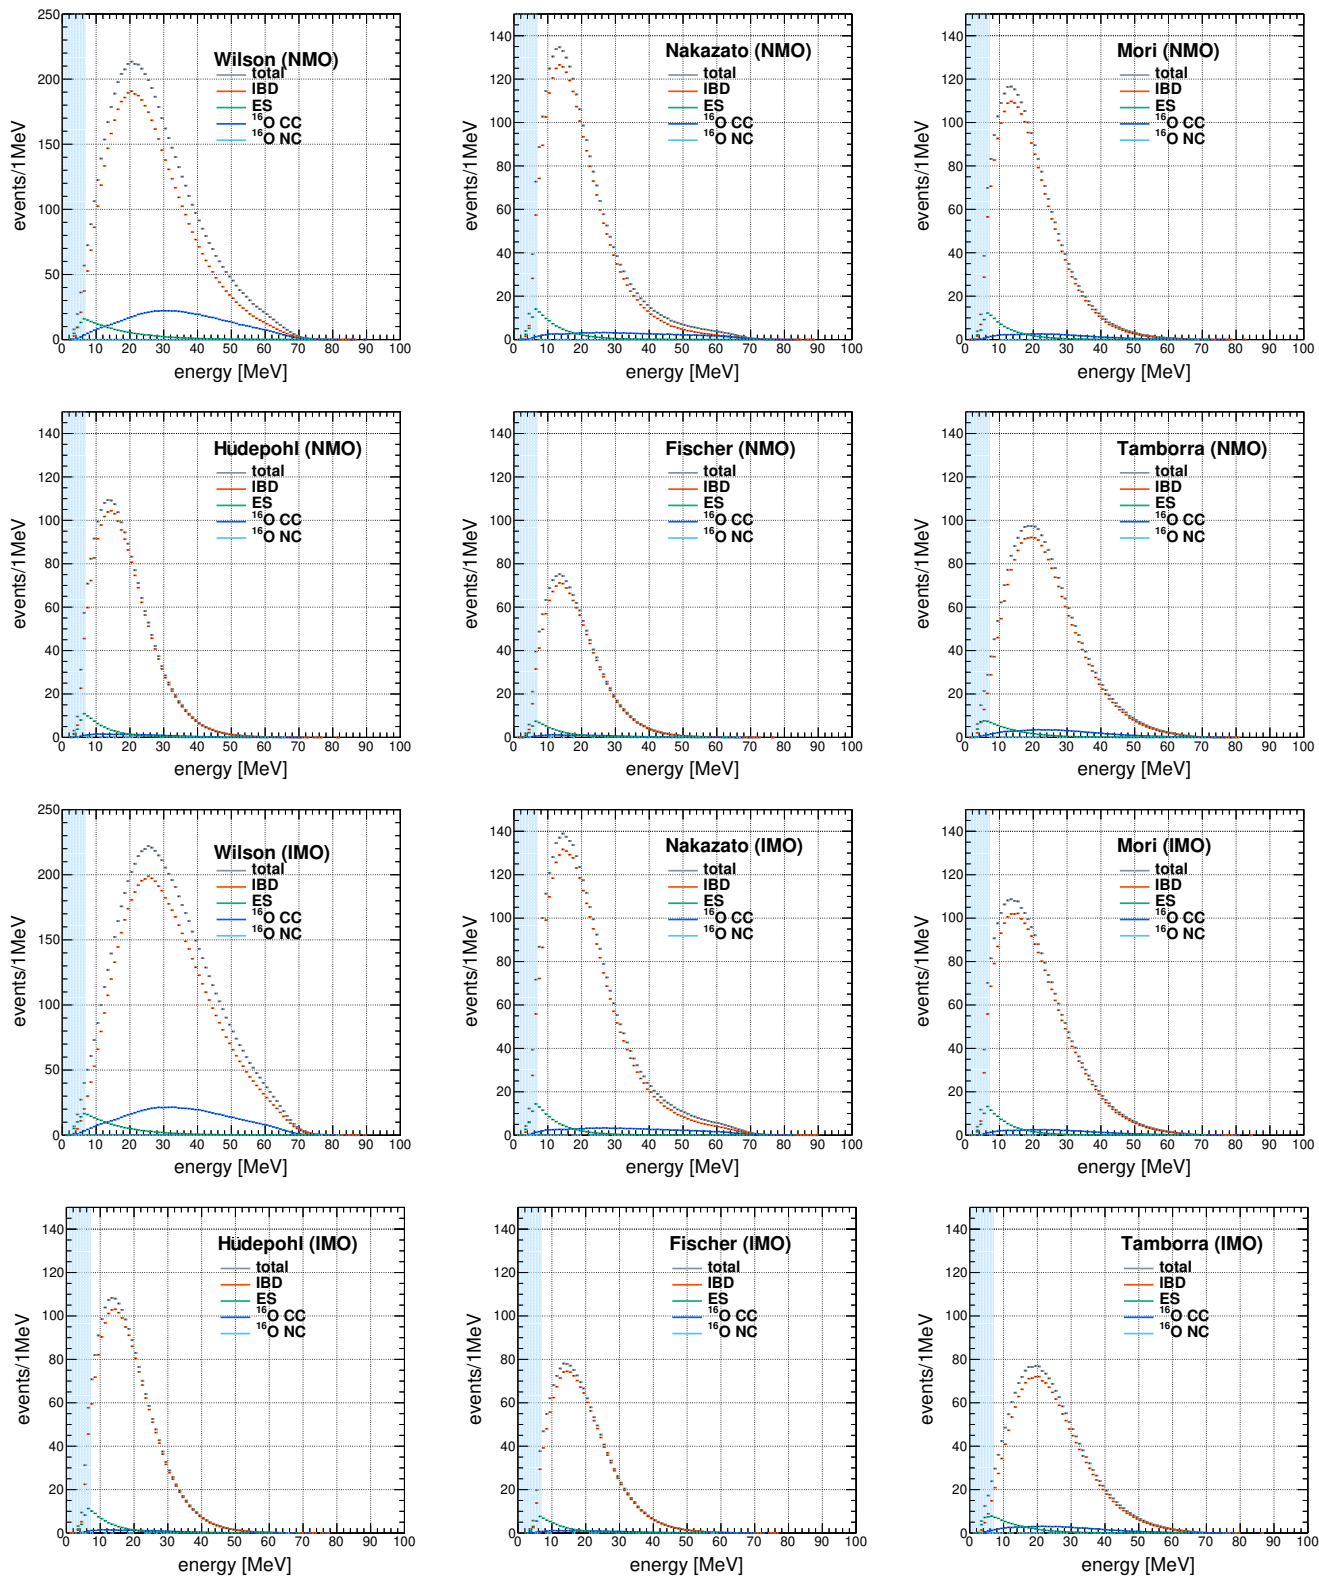 Wilson (NMO)
total
IBD
ES
16O CC
16O NC
events/1MeV
250
200
150
100
50
0
0 10 20 30 40 50 60 70 80 90 100
energy [MeV]
Nakazato (NMO)
total
IBD
ES
16O CC
16O NC
events/1MeV
140
120
100
80
60
40
20
0
0 10 20 30 40 50 60 70 80 90 100
energy [MeV]
Mori (NMO)
total
IBD
ES
16O CC
16O NC
events/1MeV
140
120
100
80
60
40
20
0
0 10 20 30 40 50 60 70 80 90 100
energy [MeV]
Hüdepohl (NMO)
total
IBD
ES
16O CC
16O NC
events/1MeV
140
120
100
80
60
40
20
0
0 10 20 30 40 50 60 70 80 90 100
energy [MeV]
Fischer (NMO)
total
IBD
ES
16O CC
16O NC
events/1MeV
140
120
100
80
60
40
20
0
0 10 20 30 40 50 60 70 80 90 100
energy [MeV]
Tamborra (NMO)
total
IBD
ES
16O CC
16O NC
events/1MeV
140
120
100
80
60
40
20
0
0 10 20 30 40 50 60 70 80 90 100
energy [MeV]
Wilson (IMO)
total
IBD
ES
16O CC
16O NC
events/1MeV
250
200
150
100
50
0
0 10 20 30 40 50 60 70 80 90 100
energy [MeV]
Nakazato (IMO)
total
IBD
ES
16O CC
16O NC
events/1MeV
140
120
100
80
60
40
20
0
0 10 20 30 40 50 60 70 80 90 100
energy [MeV]
Mori (IMO)
total
IBD
ES
16O CC
16O NC
events/1MeV
140
120
100
80
60
40
20
0
0 10 20 30 40 50 60 70 80 90 100
energy [MeV]
Hüdepohl (IMO)
total
IBD
ES
16O CC
16O NC
events/1MeV
140
120
100
80
60
40
20
0
0 10 20 30 40 50 60 70 80 90 100
energy [MeV]
Fischer (IMO)
total
IBD
ES
16O CC
16O NC
events/1MeV
140
120
100
80
60
40
20
0
0 10 20 30 40 50 60 70 80 90 100
energy [MeV]
Tamborra (IMO)
total
IBD
ES
16O CC
16O NC
events/1MeV
140
120
100
80
60
40
20
0
0 10 20 30 40 50 60 70 80 90 100
energy [MeV]